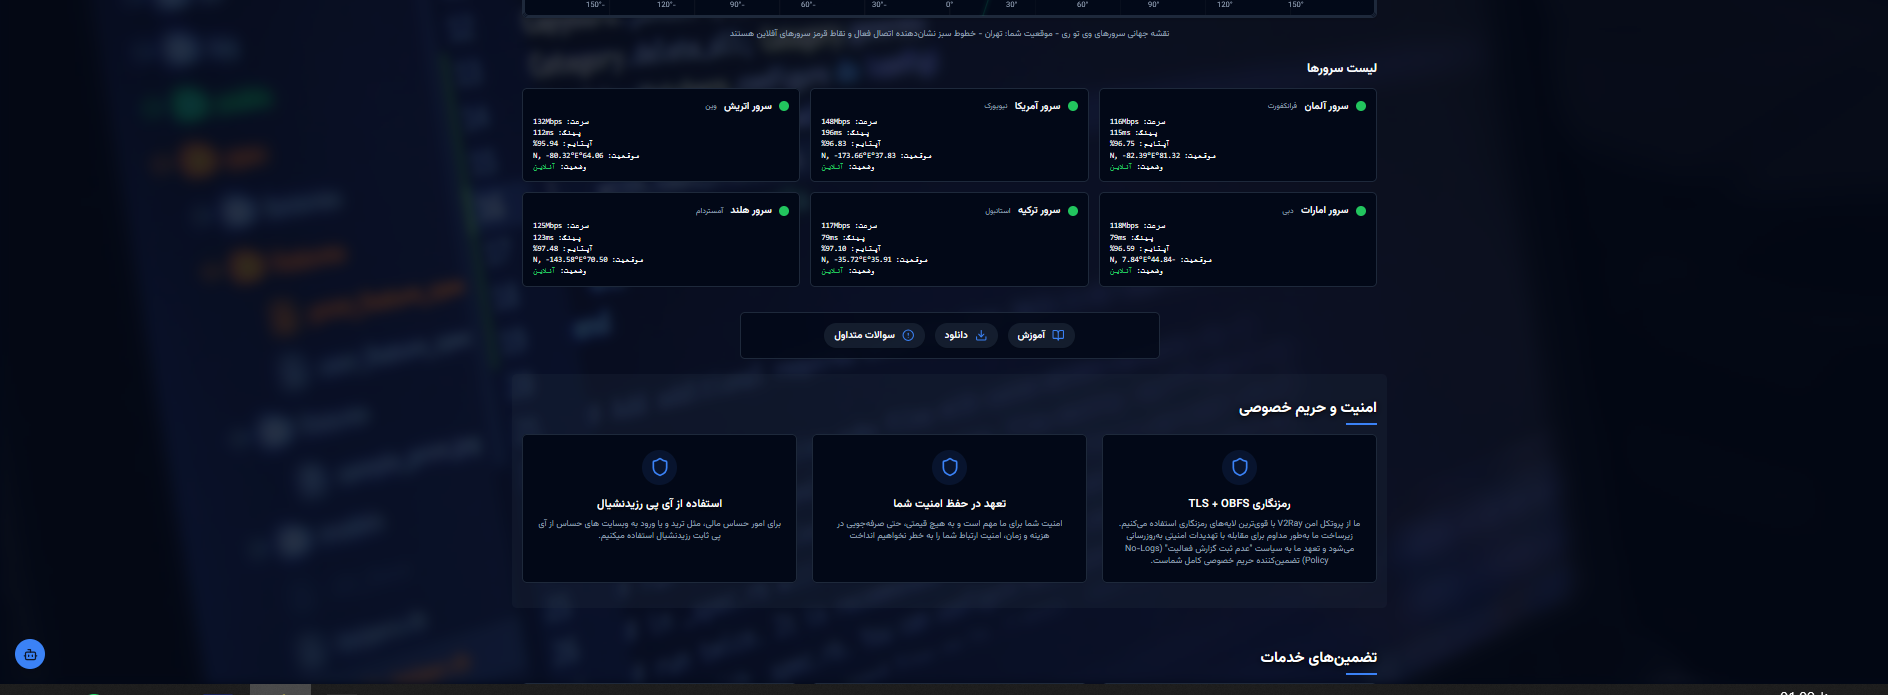 150°- 120°- 90°- 60°- 30°- 0° 30° 60° 90° 120° 150°
نقشه جهانی سرورهای وی تو ری - موقعیت شما: تهران - خطوط سبز نشان‌دهنده اتصال فعال و نقاط قرمز سرورهای آفلاین هستند
لیست سرورها
سرور آلمان فرانکفورت
سرعت: 116Mbps
پینگ: 115ms
آپتایم: 96.75%
موقعیت: 81.32°N, -82.39°E
وضعیت: آنلاین
سرور آمریکا نیویورک
سرعت: 148Mbps
پینگ: 196ms
آپتایم: 96.83%
موقعیت: 37.83°N, -173.66°E
وضعیت: آنلاین
سرور اتریش وین
سرعت: 132Mbps
پینگ: 112ms
آپتایم: 95.94%
موقعیت: 64.06°N, -80.32°E
وضعیت: آنلاین
سرور امارات دبی
سرعت: 118Mbps
پینگ: 79ms
آپتایم: 96.59%
موقعیت: -44.84°N, 7.84°E
وضعیت: آنلاین
سرور ترکیه استانبول
سرعت: 117Mbps
پینگ: 79ms
آپتایم: 97.10%
موقعیت: 35.91°N, -35.72°E
وضعیت: آنلاین
سرور هلند آمستردام
سرعت: 125Mbps
پینگ: 123ms
آپتایم: 97.48%
موقعیت: 70.50°N, -143.58°E
وضعیت: آنلاین
آموزش
دانلود
سوالات متداول
امنیت و حریم خصوصی
رمزنگاری TLS + OBFS
ما از پروتکل امن V2Ray با قوی‌ترین لایه‌های رمزنگاری استفاده می‌کنیم.
زیرساخت ما به‌طور مداوم برای مقابله با تهدیدات امنیتی به‌روزرسانی
می‌شود و تعهد ما به سیاست "عدم ثبت گزارش فعالیت" (No-Logs
Policy) تضمین‌کننده حریم خصوصی کامل شماست.
تعهد در حفظ امنیت شما
امنیت شما برای ما مهم است و به هیچ قیمتی، حتی صرفه‌جویی در
هزینه و زمان، امنیت ارتباط شما را به خطر نخواهیم انداخت
استفاده از آی پی رزیدنشیال
برای امور حساس مالی، مثل ترید و یا ورود به وبسایت های حساس از آی
پی ثابت رزیدنشیال استفاده میکنیم.
تضمین‌های خدمات